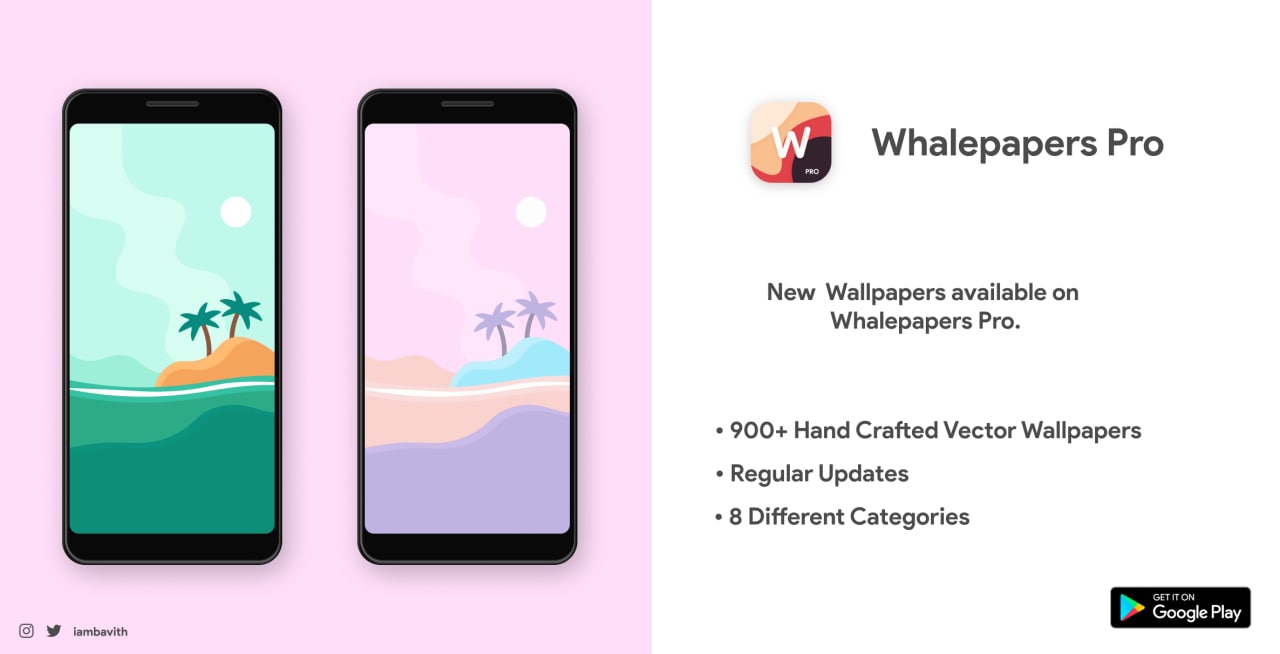 W
PRO
Whalepapers Pro
New Wallpapers available on
Whalepapers Pro.
• 900+ Hand Crafted Vector Wallpapers
• Regular Updates
• 8 Different Categories
iambavith
GET IT ON
Google Play